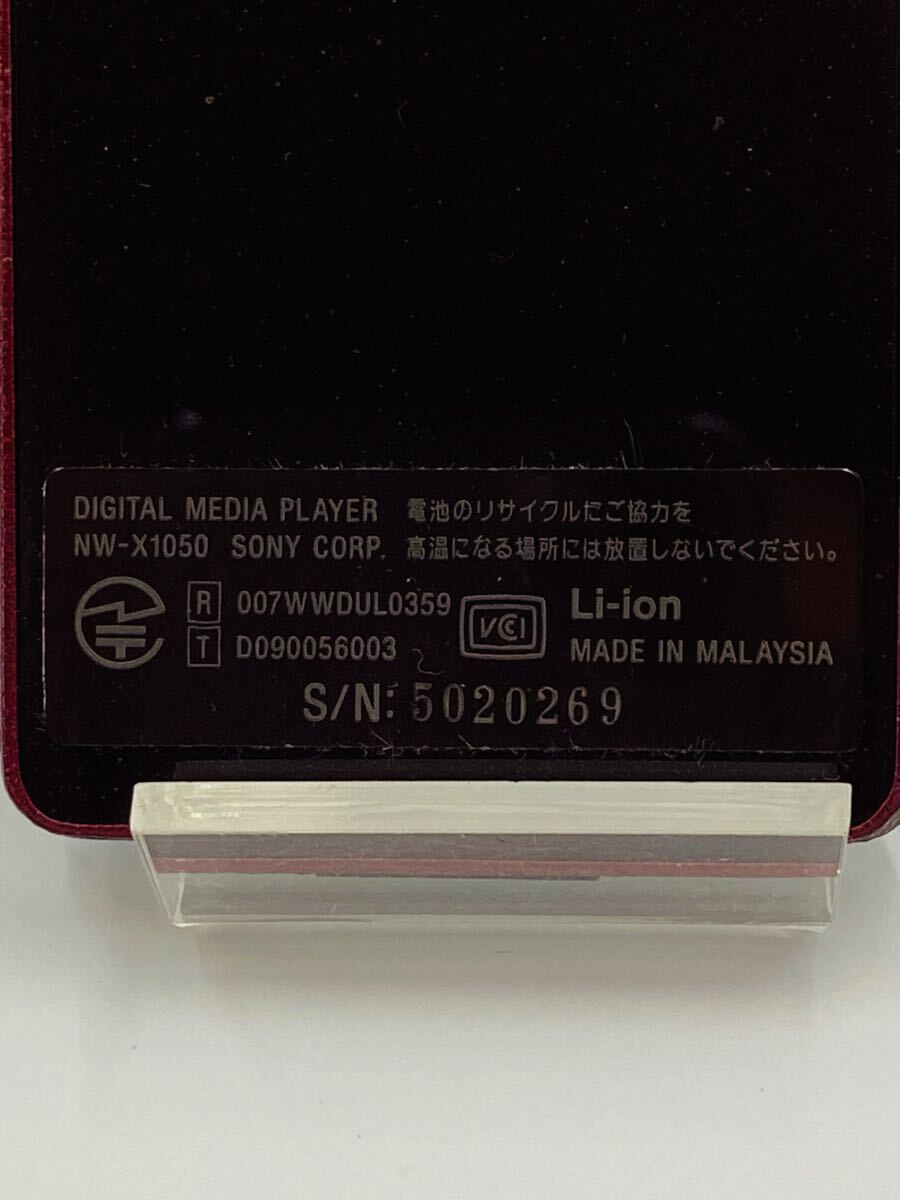 DIGITAL MEDIA PLAYER 電池のリサイクルにご協力を
NW-X1050 SONY CORP. 高温になる場所には放置しないでください。
R 007WWDUL0359 VCCI Li-ion
T D090056003 MADE IN MALAYSIA
S/N: 5020269